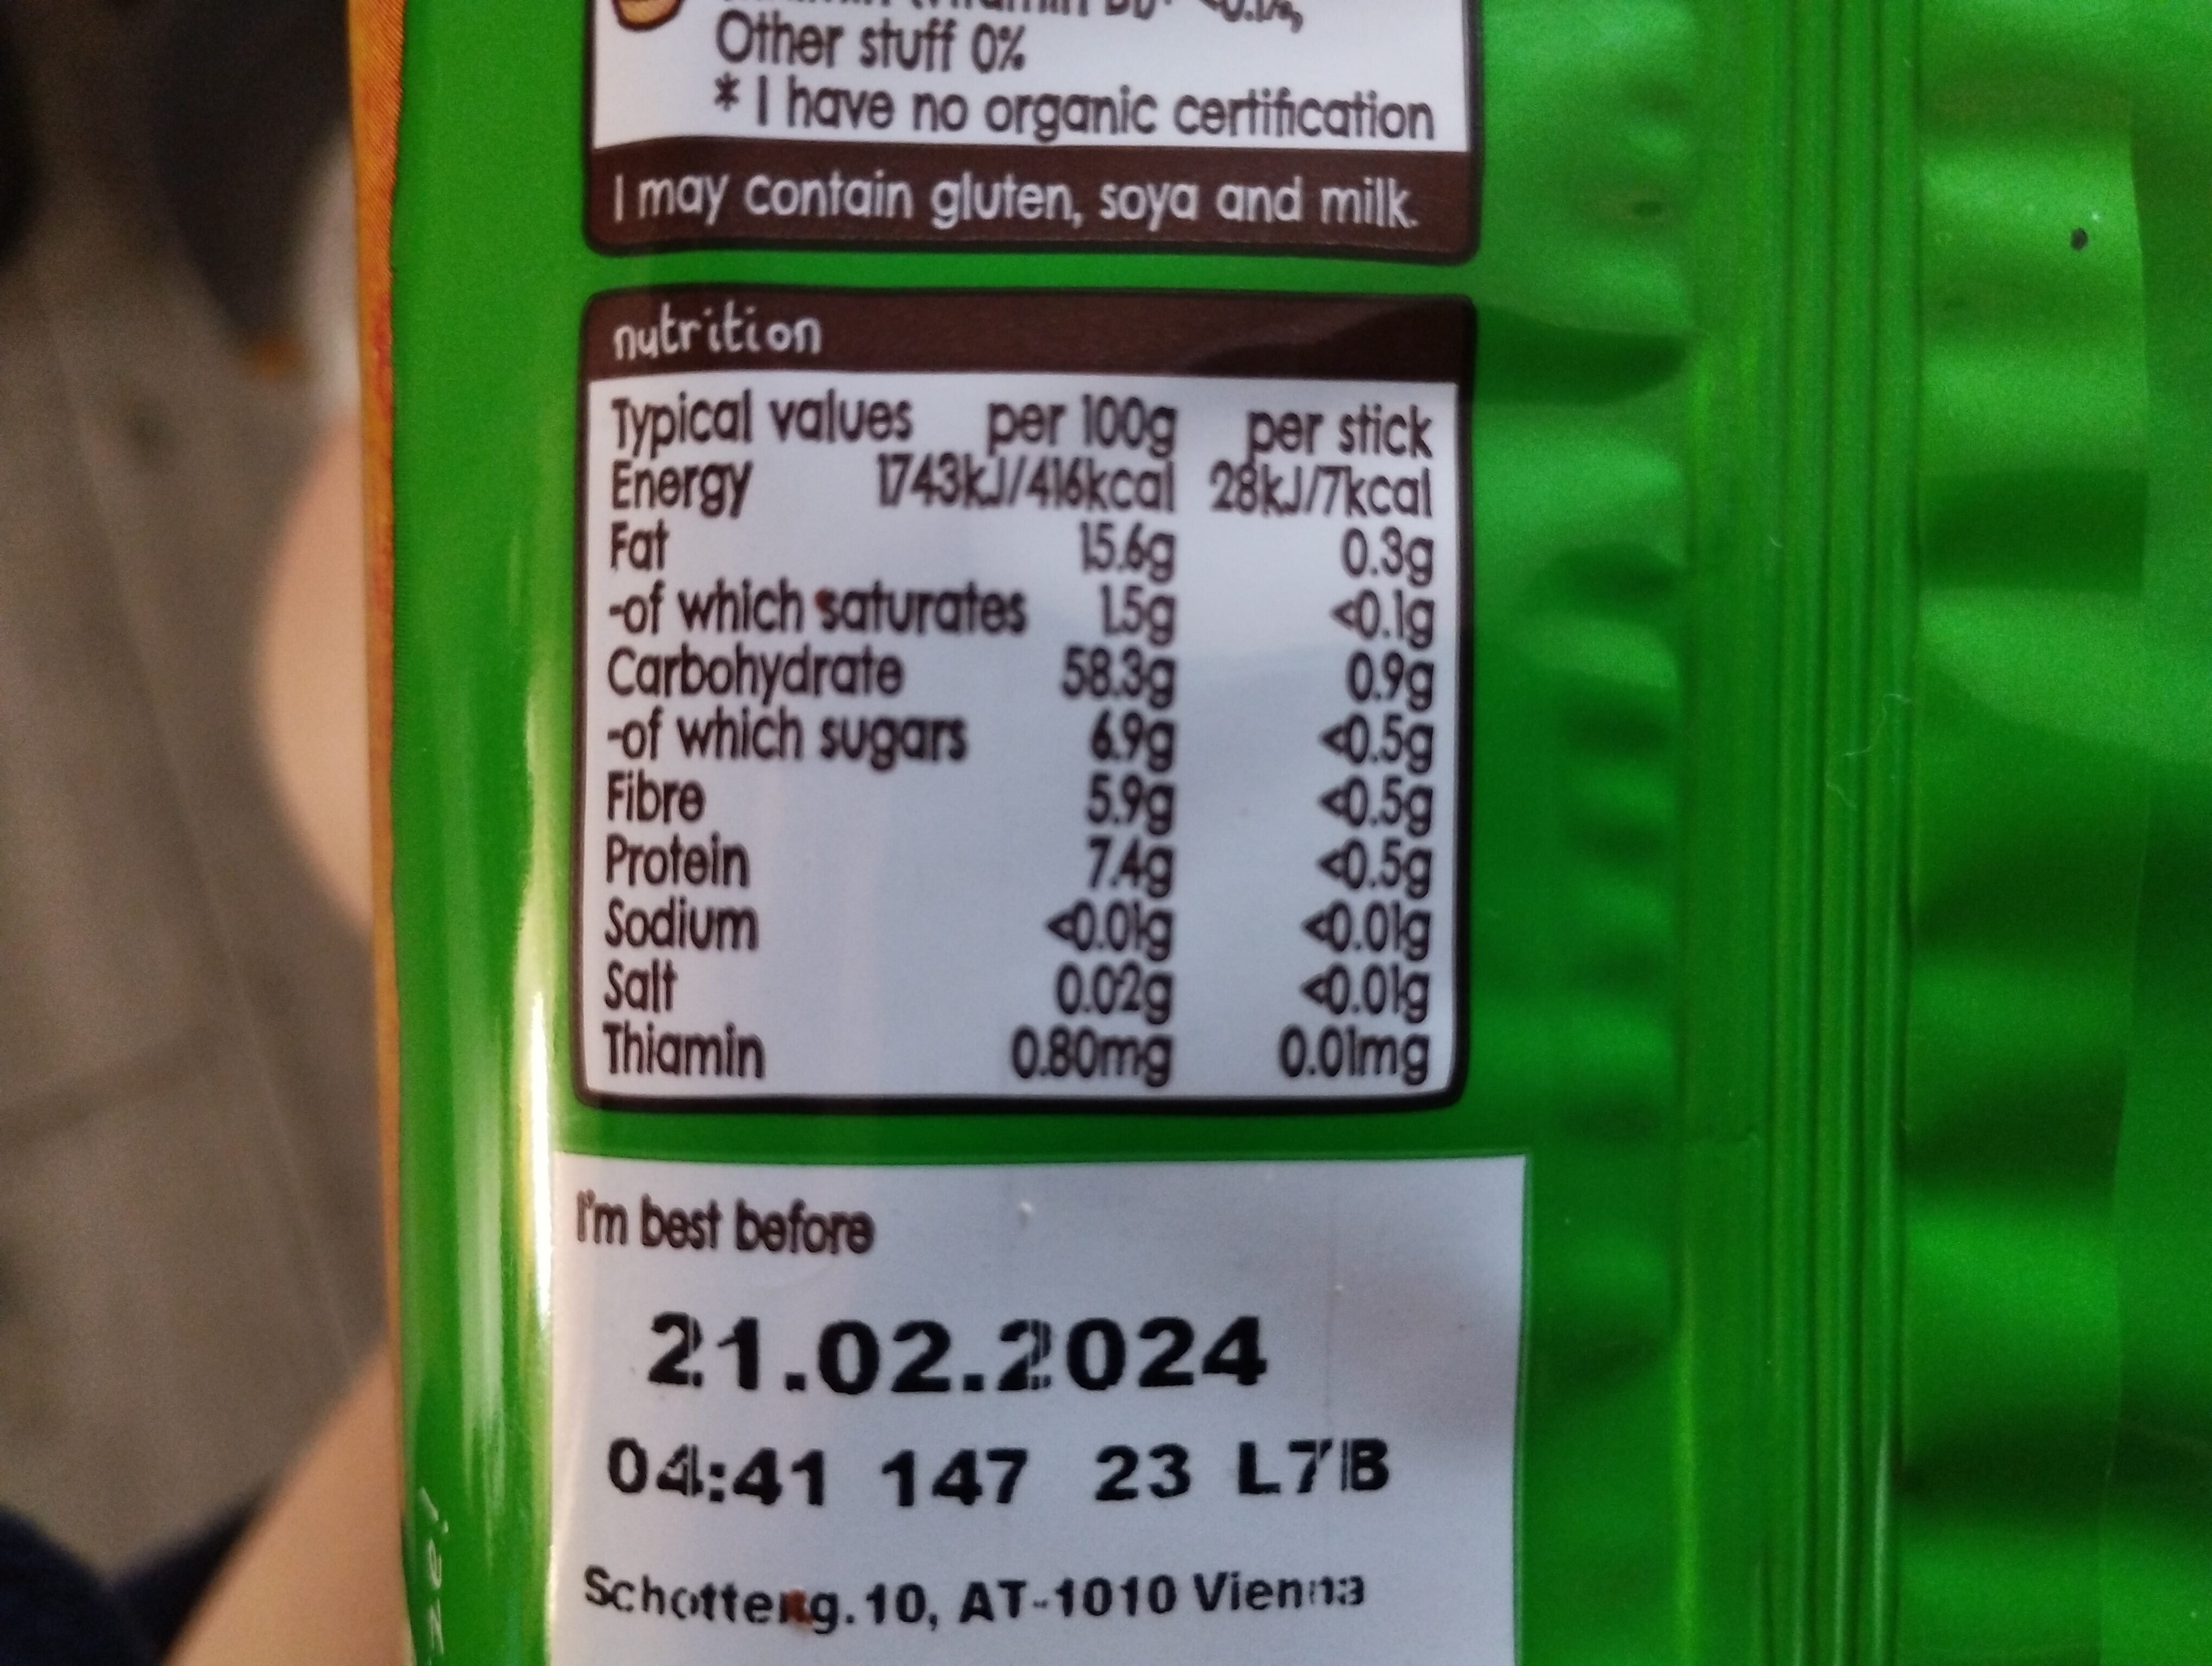 Other stuff 0%
* I have no organic certification
I may contain gluten, soya and milk.
nutrition
Typical values per 100g per stick
Energy 1743kJ/416kcal 28kJ/7kcal
Fat 15.6g 0.3g
-of which saturates 1.5g <0.1g
Carbohydrate 58.3g 0.9g
-of which sugars 6.9g <0.5g
Fibre 5.9g <0.5g
Protein 7.4g <0.5g
Sodium <0.01g <0.01g
Salt 0.02g <0.01g
Thiamin 0.80mg 0.01mg
I'm best before
21.02.2024
04:41 147 23 L7 B
Schotteng.10, AT-1010 Vienna